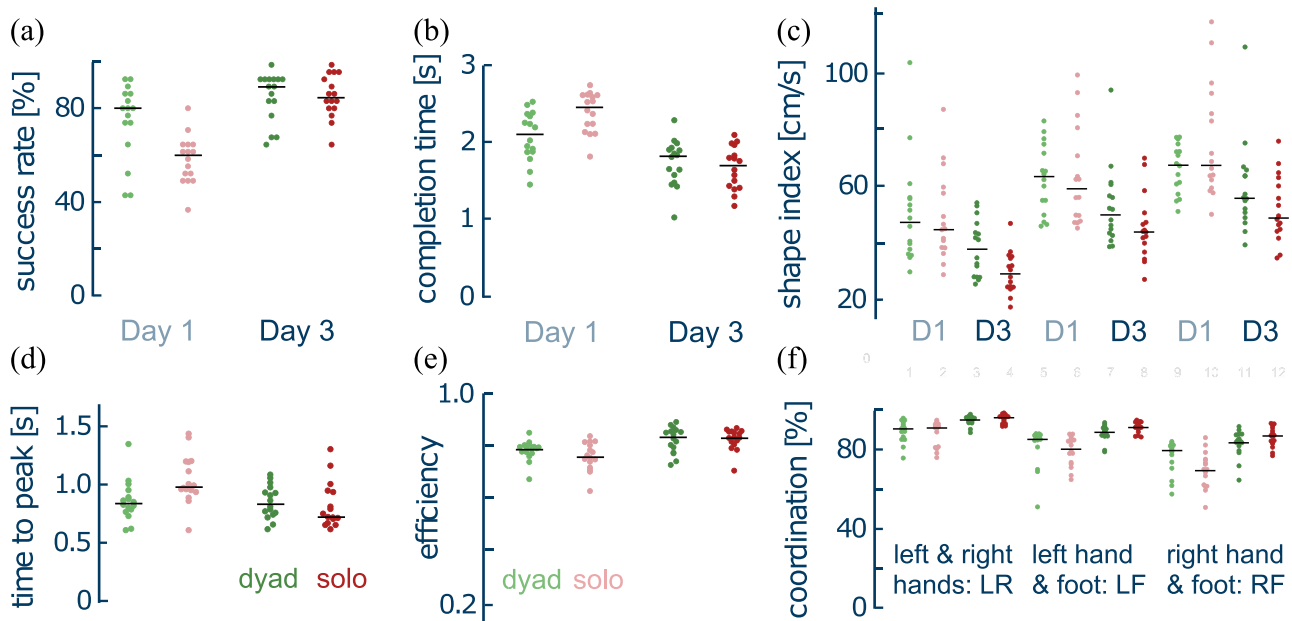 (a)
success rate [%]
80
40
0
Day 1
Day 3
(b)
completion time [s]
3
2
1
0
Day 1
Day 3
(c)
shape index [cm/s]
100
60
20
D1
D3
D1
D3
D1
D3
0
1 2 3 4 5 6 7 8 9 10 11 12
(d)
time to peak [s]
1.5
1.0
0.5
0
dyad solo
(e)
efficiency
1.0
0.2
dyad solo
(f)
coordination [%]
80
40
0
left & right
hands: LR
left hand
& foot: LF
right hand
& foot: RF